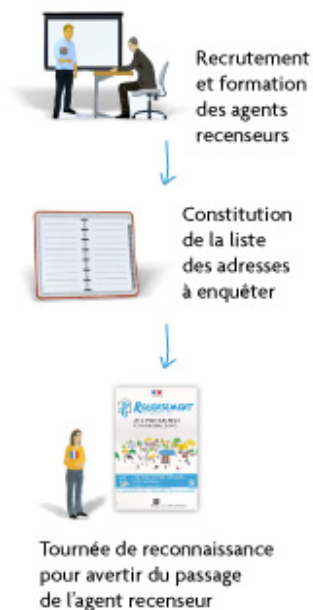 Recrutement
et formation
des agents
recenseurs
Constitution
de la liste
des adresses
à enquêter
RECENSEMENT
Tournée de reconnaissance
pour avertir du passage
de l'agent recenseur